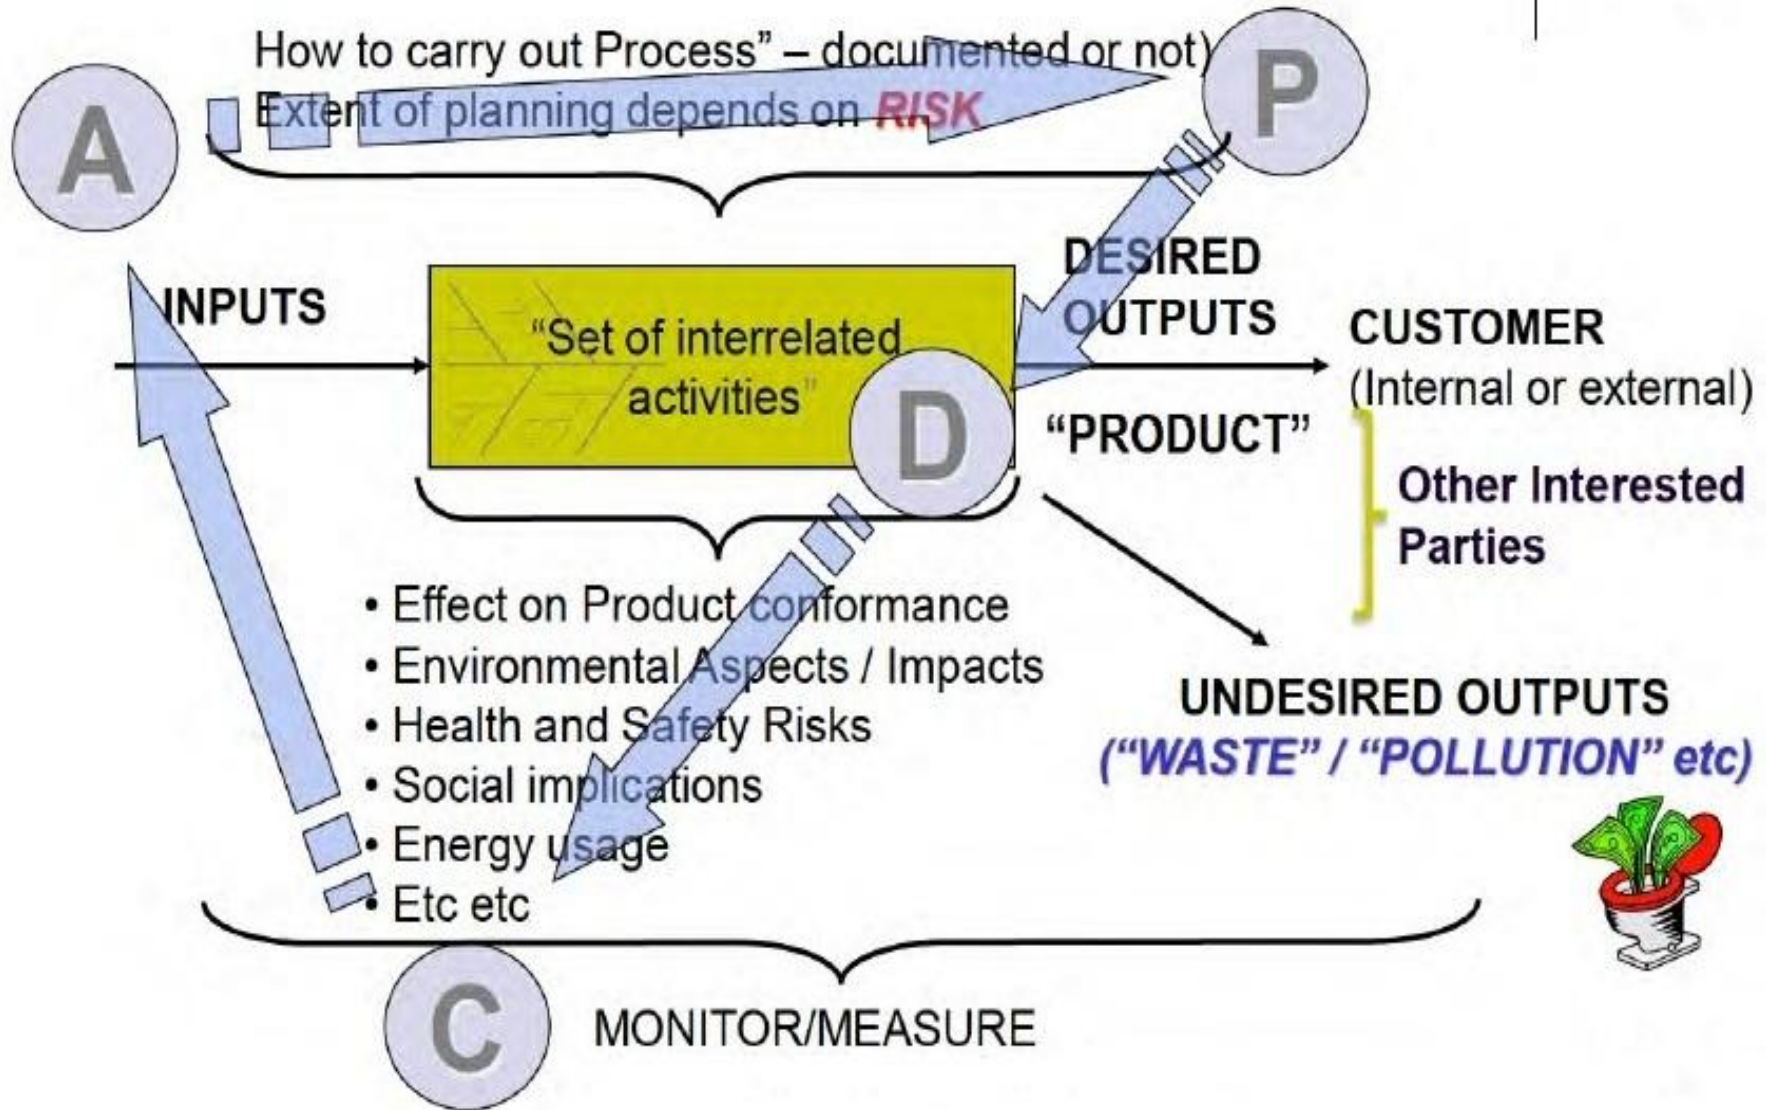 How to carry out Process” – documented or not)
Extent of planning depends on RISK
A
P
INPUTS
“Set of interrelated
activities”
D
DESIRED
OUTPUTS
“PRODUCT”
CUSTOMER
(Internal or external)
Other Interested
Parties
• Effect on Product conformance
• Environmental Aspects / Impacts
• Health and Safety Risks
• Social implications
• Energy usage
• Etc etc
UNDESIRED OUTPUTS
(“WASTE” / “POLLUTION” etc)
C
MONITOR/MEASURE